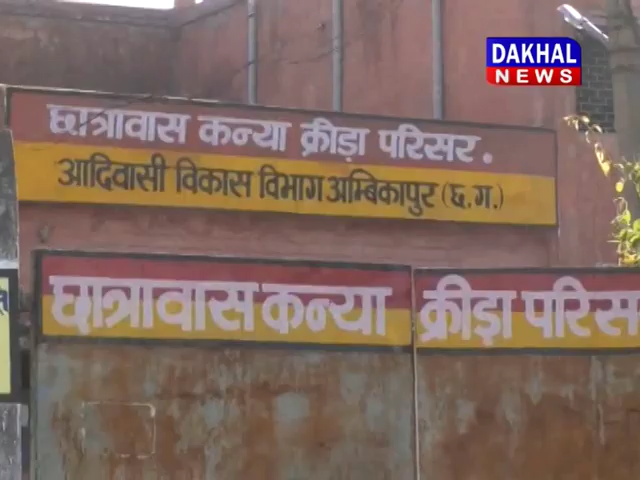 DAKHAL
NEWS
छात्रावास कन्या क्रीड़ा परिसर.
आदिवासी विकास विभाग अम्बिकापुर (छ.ग.)
छात्रावास कन्या क्रीड़ा परिस